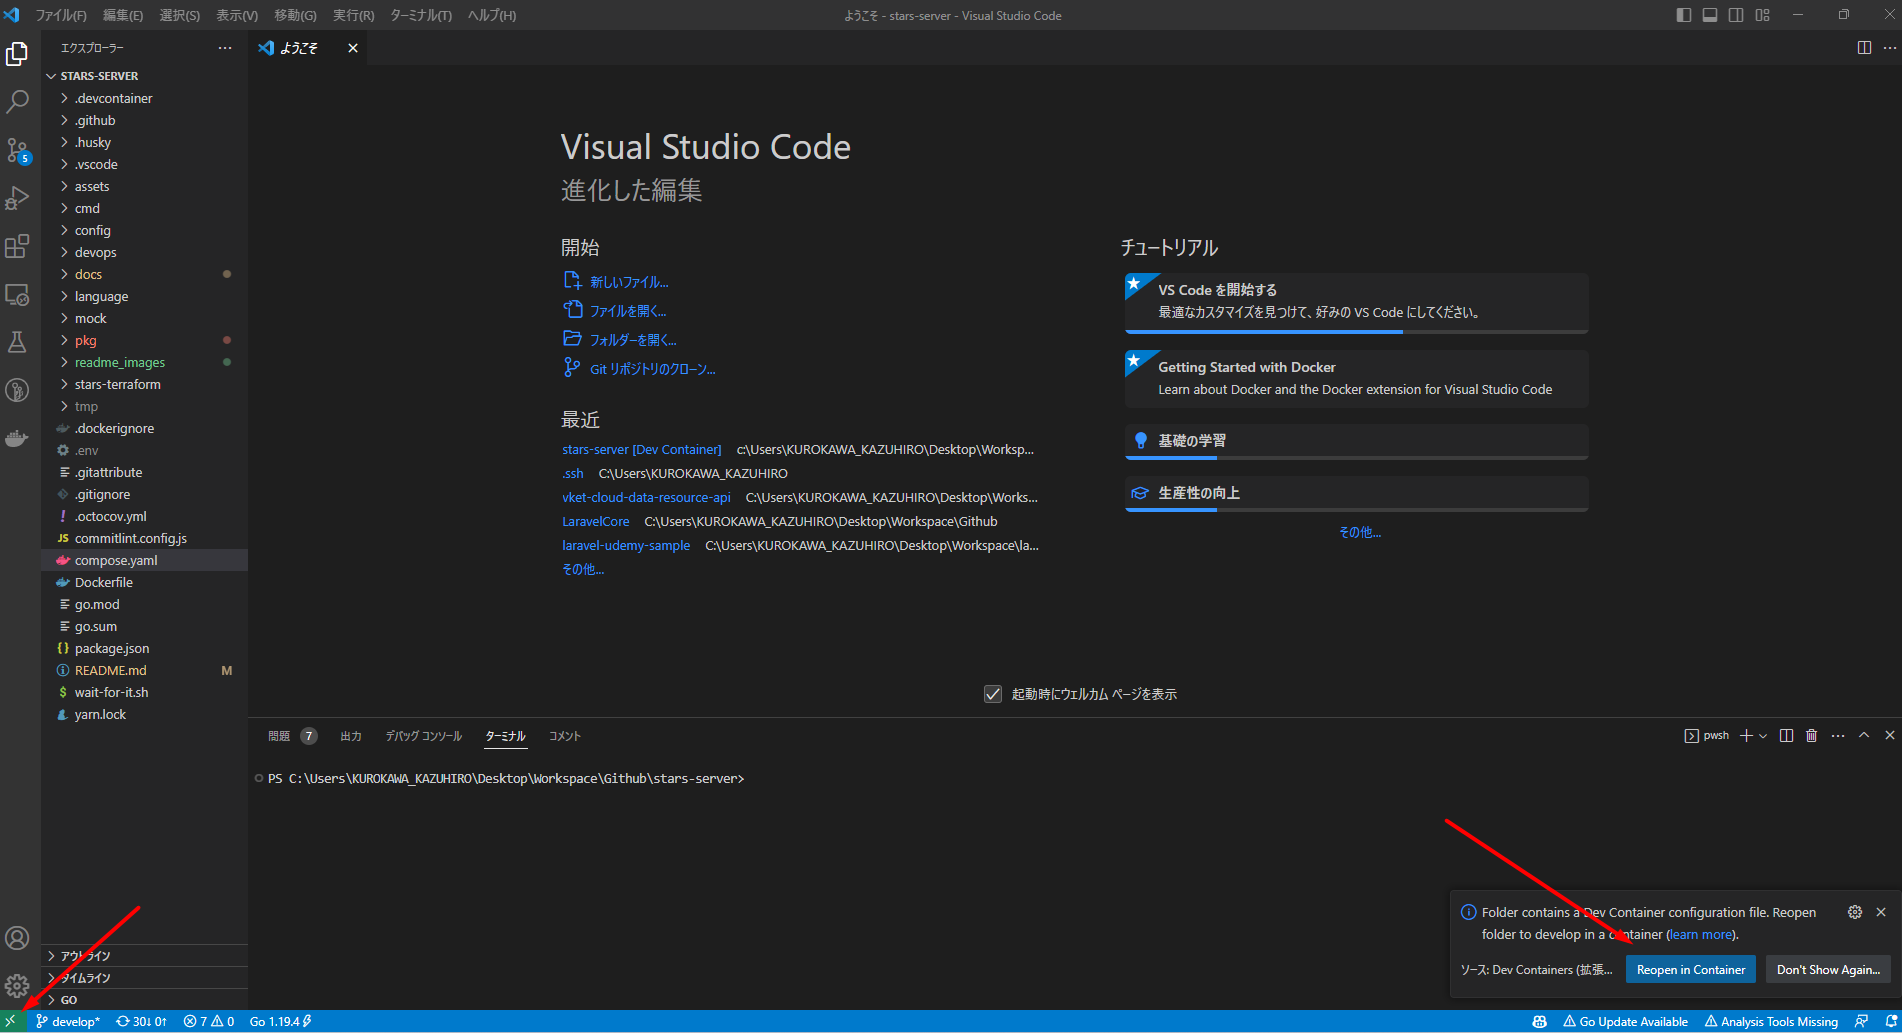 ファイル(F) 編集(E) 選択(S) 表示(V) 移動(G) 実行(R) ターミナル(T) ヘルプ(H)
ようこそ - stars-server - Visual Studio Code
エクスプローラー
ようこそ
STARS-SERVER
.devcontainer
.github
.husky
.vscode
assets
cmd
config
devops
docs
language
mock
pkg
readme_images
stars-terraform
tmp
.dockerignore
.env
.gitattribute
.gitignore
.octocov.yml
JS commitlint.config.js
compose.yaml
Dockerfile
go.mod
go.sum
{} package.json
README.md M
$ wait-for-it.sh
yarn.lock
5
アウトライン
タイムライン
GO
Visual Studio Code
進化した編集
開始
新しいファイル...
ファイルを開く...
フォルダーを開く...
Git リポジトリのクローン...
最近
stars-server [Dev Container] c:\Users\KUROKAWA_KAZUHIRO\Desktop\Worksp...
.ssh C:\Users\KUROKAWA_KAZUHIRO
vket-cloud-data-resource-api C:\Users\KUROKAWA_KAZUHIRO\Desktop\Works...
LaravelCore C:\Users\KUROKAWA_KAZUHIRO\Desktop\Workspace\Github
laravel-udemy-sample C:\Users\KUROKAWA_KAZUHIRO\Desktop\Workspace\la...
その他...
チュートリアル
VS Code を開始する
最適なカスタマイズを見つけて、好みの VS Code にしてください。
Getting Started with Docker
Learn about Docker and the Docker extension for Visual Studio Code
基礎の学習
生産性の向上
その他...
起動時にウェルカム ページを表示
問題 7 出力 デバッグ コンソール ターミナル コメント
pwsh
PS C:\Users\KUROKAWA_KAZUHIRO\Desktop\Workspace\Github\stars-server>
Folder contains a Dev Container configuration file. Reopen
folder to develop in a container (learn more).
ソース: Dev Containers (拡張...
Reopen in Container
Don't Show Again...
develop* 30↓ 0↑ 7 0 Go 1.19.4
Go Update Available Analysis Tools Missing